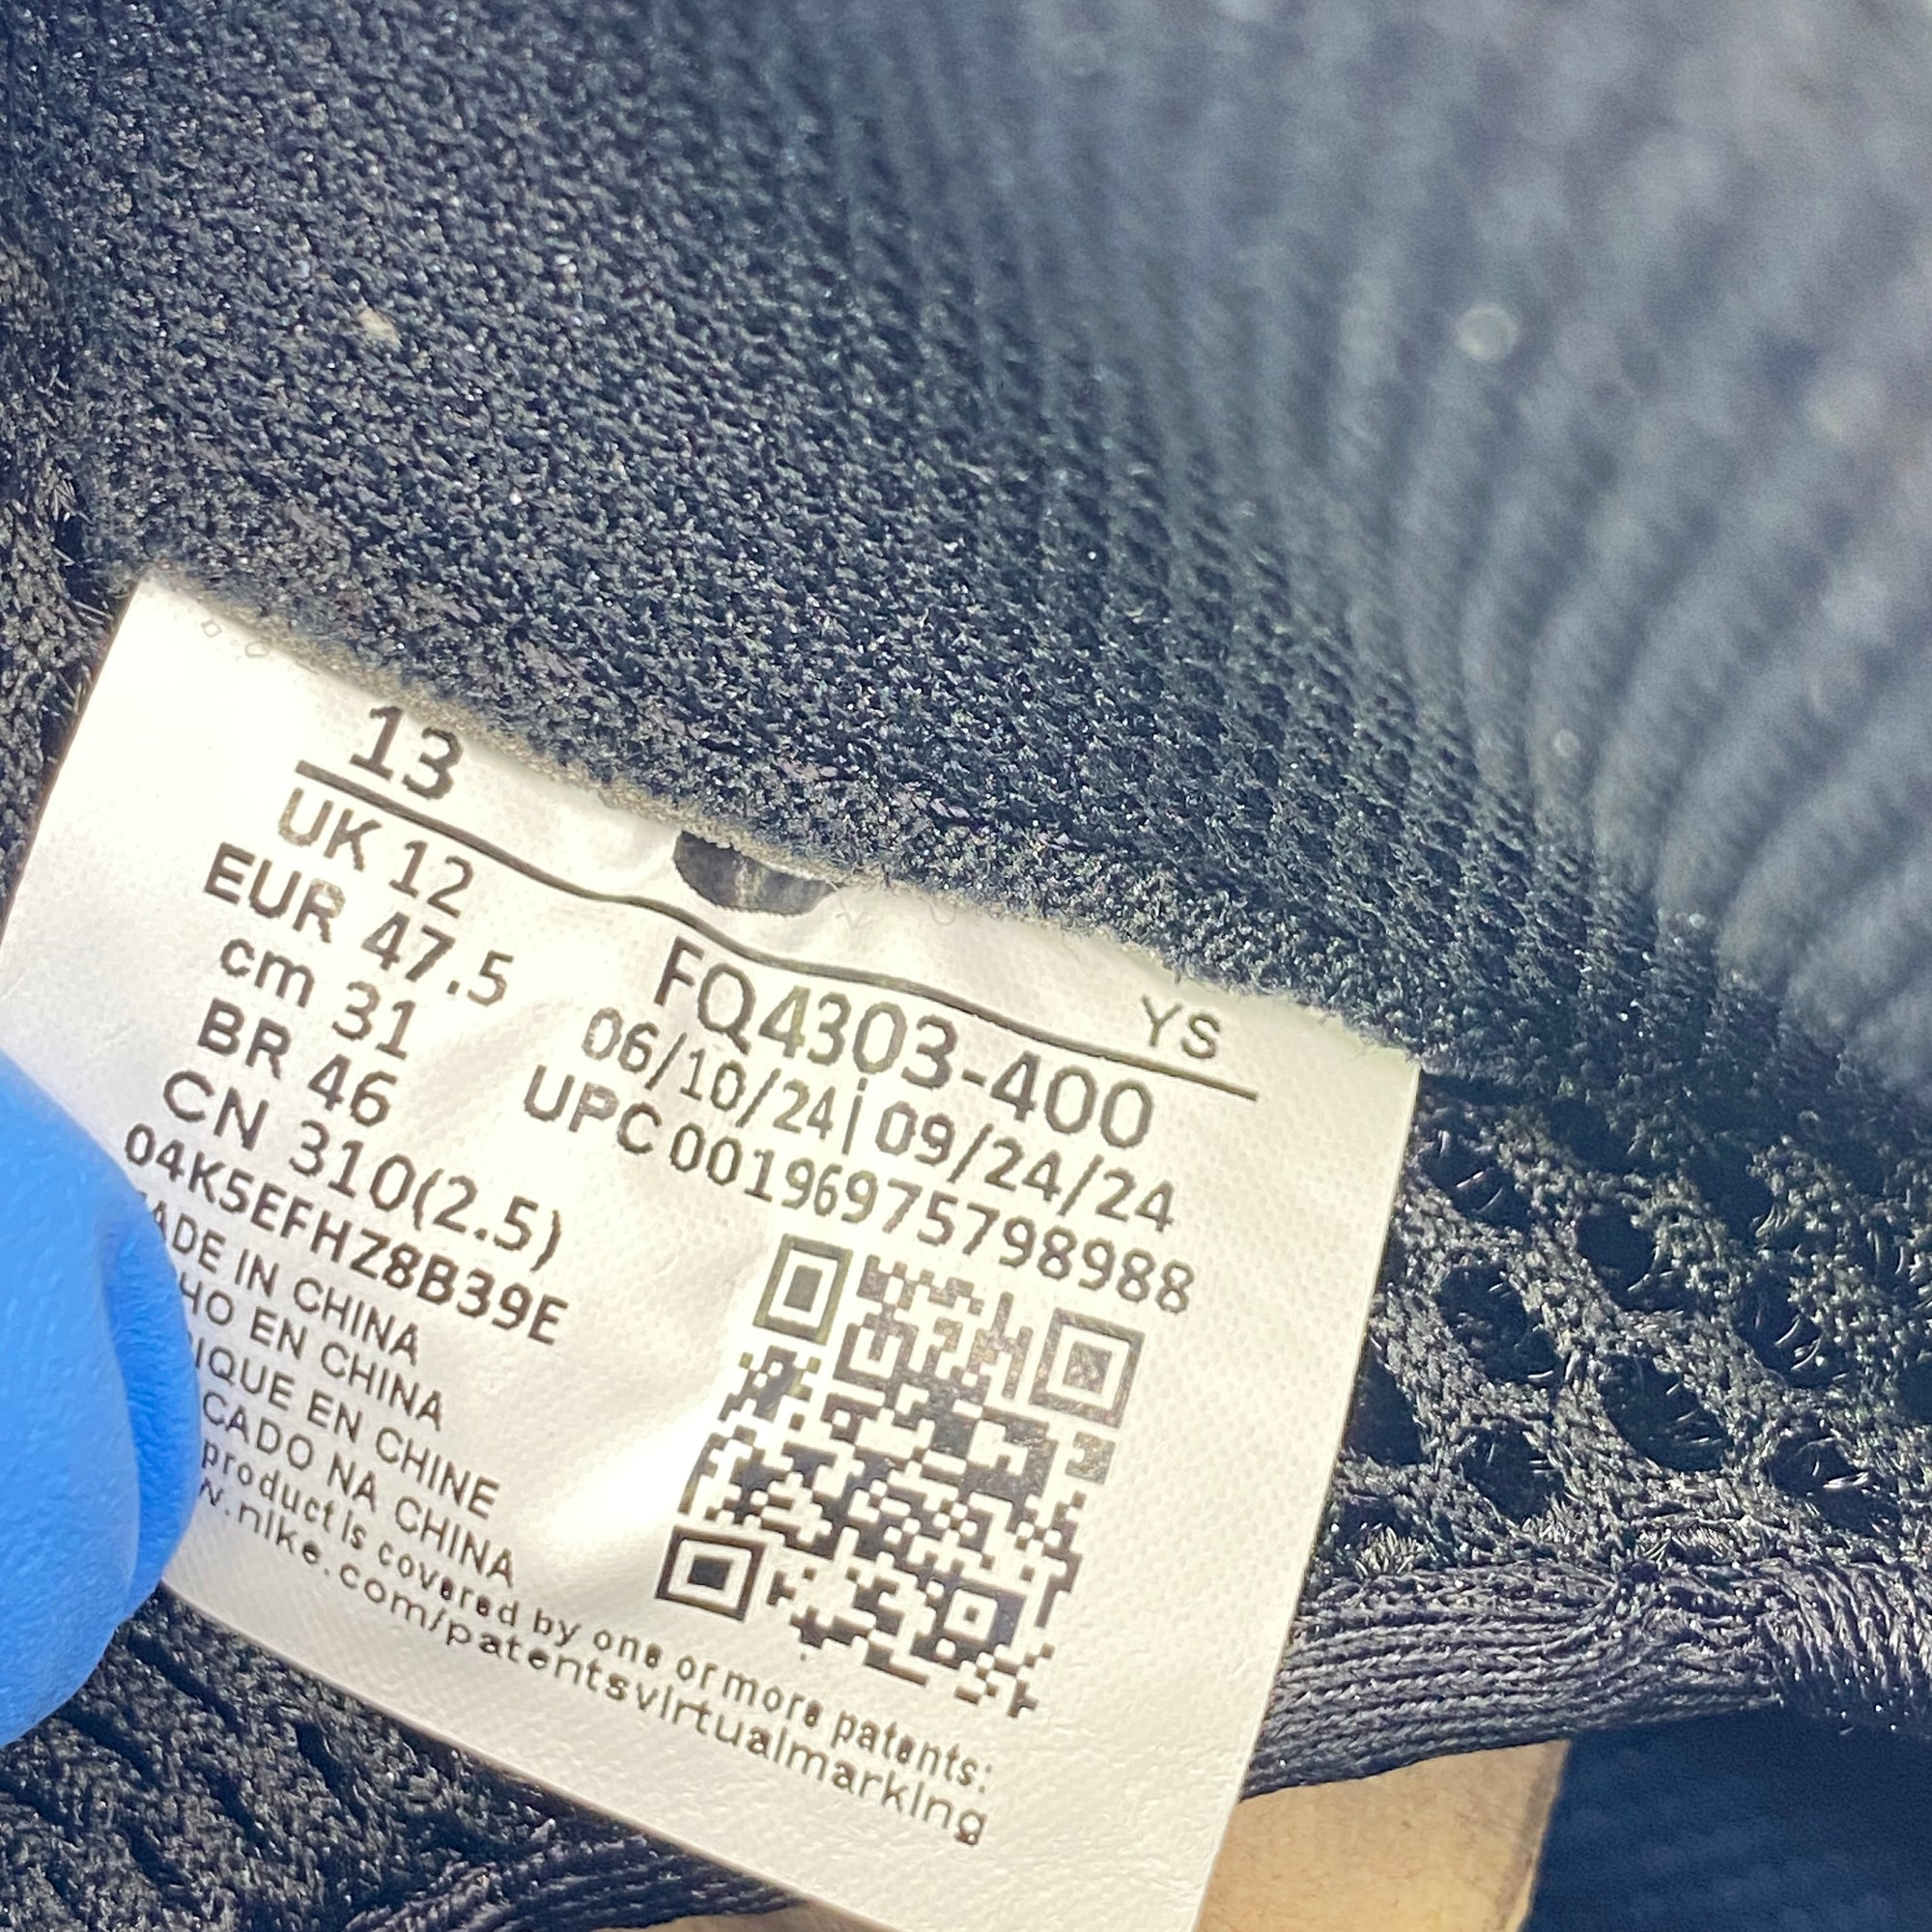 13
YS
UK 12
EUR 47.5
cm 31
BR 46
CN 310(2.5)
04K5EFHZ8B39E
FQ4303-400
06/10/24| 09/24/24
UPC 00196975798988
ADE IN CHINA
HO EN CHINA
IQUE EN CHINE
CADO NA CHINA
product is covered by one or more patents:
w.nike.com/patentsvirtualmarking